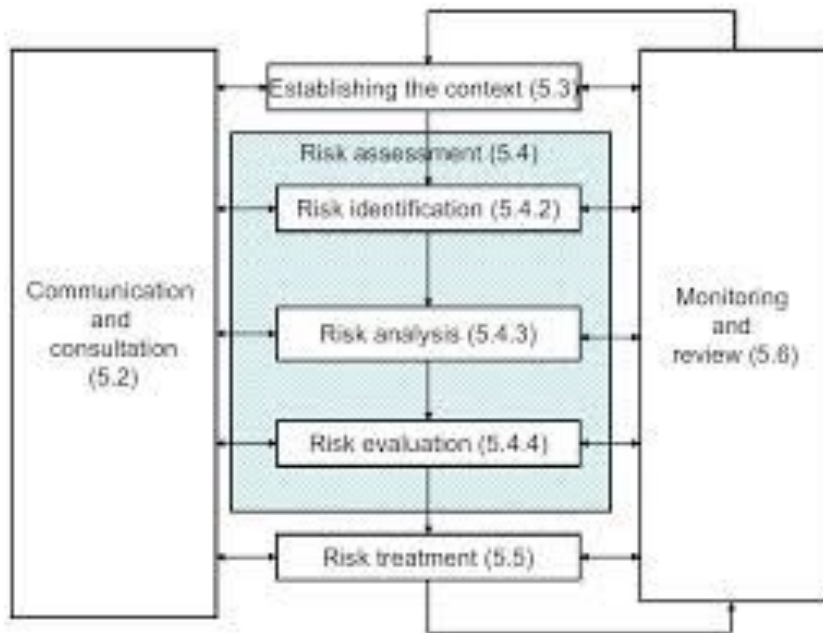 Establishing the context (5.3)
Risk assessment (5.4)
Risk identification (5.4.2)
Risk analysis (5.4.3)
Risk evaluation (5.4.4)
Risk treatment (5.5)
Communication
and
consultation
(5.2)
Monitoring
and
review (5.6)